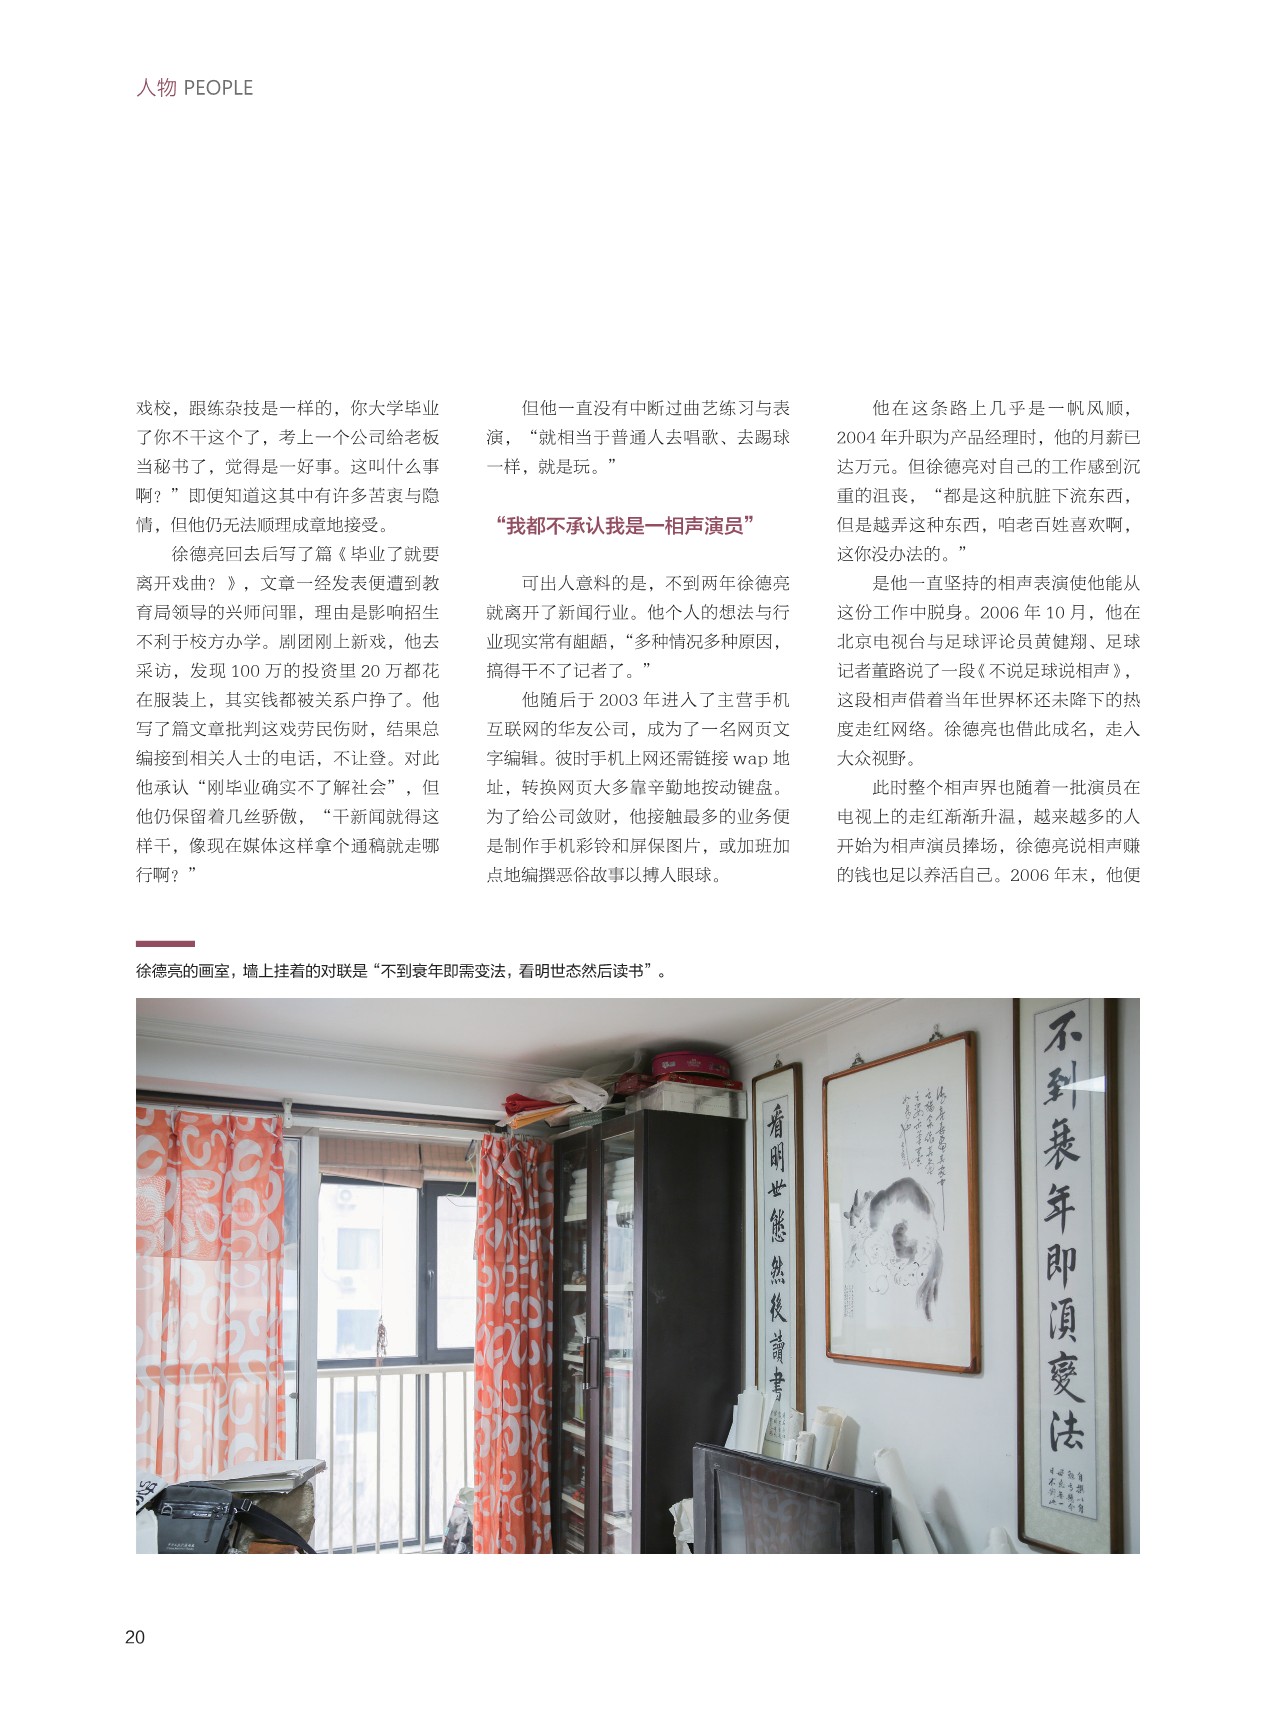 人物 PEOPLE
戏校，跟练杂技是一样的，你大学毕业
了你不干这个了，考上一个公司给老板
当秘书了，觉得是一好事。这叫什么事
啊？”即便知道这其中有许多苦衷与隐
情，但他仍无法顺理成章地接受。
徐德亮回去后写了篇《毕业了就要
离开戏曲？》，文章一经发表便遭到教
育局领导的兴师问罪，理由是影响招生
不利于校方办学。剧团刚上新戏，他去
采访，发现 100 万的投资里 20 万都花
在服装上，其实钱都被关系户挣了。他
写了篇文章批判这戏劳民伤财，结果总
编接到相关人士的电话，不让登。对此
他承认“刚毕业确实不了解社会”，但
他仍保留着几丝骄傲，“干新闻就得这
样干，像现在媒体这样拿个通稿就走哪
行啊？”
但他一直没有中断过曲艺练习与表
演，“就相当于普通人去唱歌、去踢球
一样，就是玩。”
“我都不承认我是一相声演员”
可出人意料的是，不到两年徐德亮
就离开了新闻行业。他个人的想法与行
业现实常有龃龉，“多种情况多种原因，
搞得干不了记者了。”
他随后于 2003 年进入了主营手机
互联网的华友公司，成为了一名网页文
字编辑。彼时手机上网还需链接 wap 地
址，转换网页大多靠辛勤地按动键盘。
为了给公司敛财，他接触最多的业务便
是制作手机彩铃和屏保图片，或加班加
点地编撰恶俗故事以搏人眼球。
他在这条路上几乎是一帆风顺，
2004 年升职为产品经理时，他的月薪已
达万元。但徐德亮对自己的工作感到沉
重的沮丧，“都是这种肮脏下流东西，
但是越弄这种东西，咱老百姓喜欢啊，
这你没办法的。”
是他一直坚持的相声表演使他能从
这份工作中脱身。2006 年 10 月，他在
北京电视台与足球评论员黄健翔、足球
记者董路说了一段《不说足球说相声》，
这段相声借着当年世界杯还未降下的热
度走红网络。徐德亮也借此成名，走入
大众视野。
此时整个相声界也随着一批演员在
电视上的走红渐渐升温，越来越多的人
开始为相声演员捧场，徐德亮说相声赚
的钱也足以养活自己。2006 年末，他便
徐德亮的画室，墙上挂着的对联是“不到衰年即需变法，看明世态然后读书”。
不到衰年即須變法
看明世態然後讀書
20